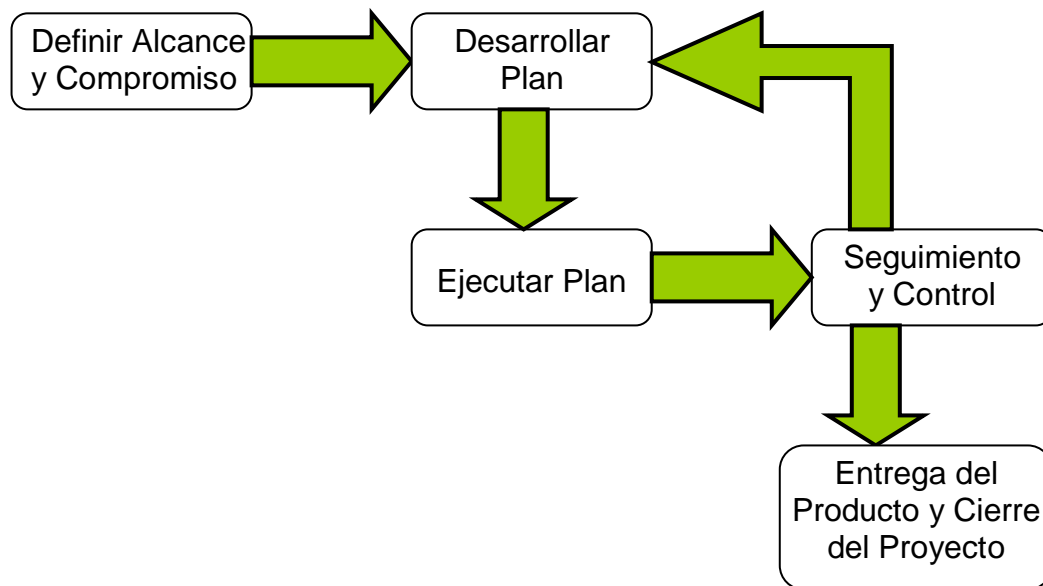 Definir Alcance
y Compromiso
Desarrollar
Plan
Ejecutar Plan
Seguimiento
y Control
Entrega del
Producto y Cierre
del Proyecto